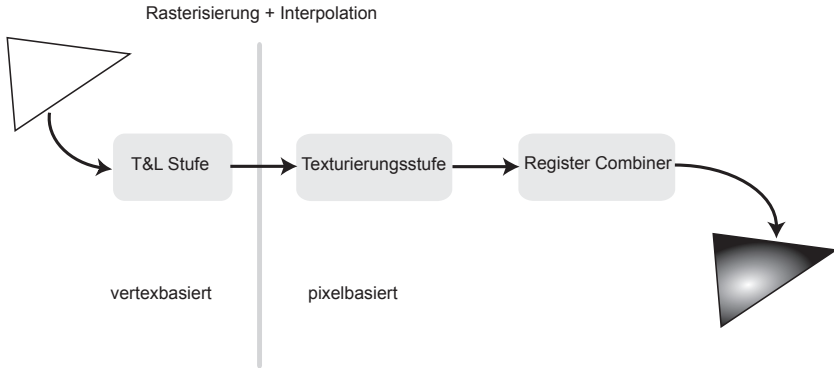 Rasterisierung + Interpolation
T&L Stufe
Texturierungsstufe
Register Combiner
vertexbasiert
pixelbasiert